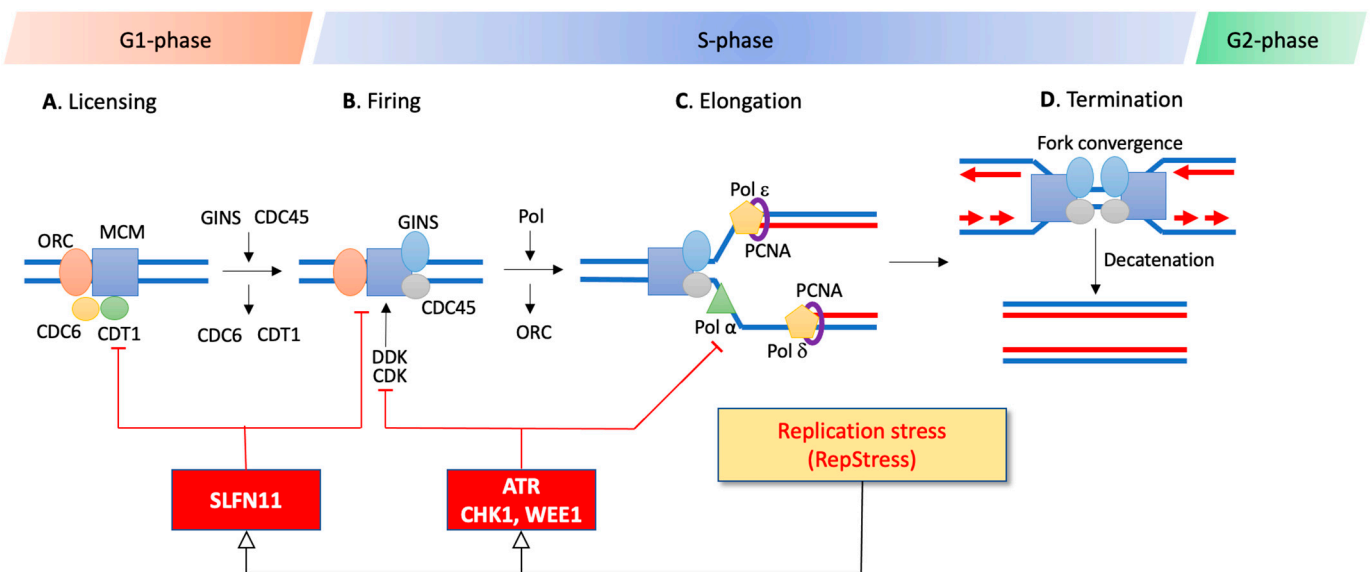 G1-phase
S-phase
G2-phase
A. Licensing
B. Firing
C. Elongation
D. Termination
ORC
MCM
CDC6
CDT1
GINS CDC45
CDC6 CDT1
GINS
CDC45
DDK
CDK
Pol
ORC
Pol ε
PCNA
Pol α
PCNA
Pol δ
Fork convergence
Decatenation
SLFN11
ATR
CHK1, WEE1
Replication stress
(RepStress)